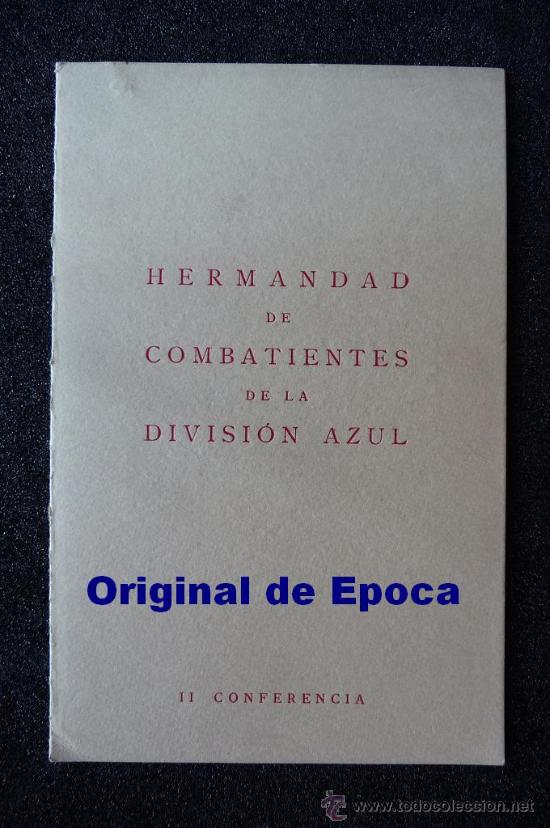 HERMANDAD
DE
COMBATIENTES
DE LA
DIVISIÓN AZUL
Original de Epoca
II CONFERENCIA
www.todocoleccion.net